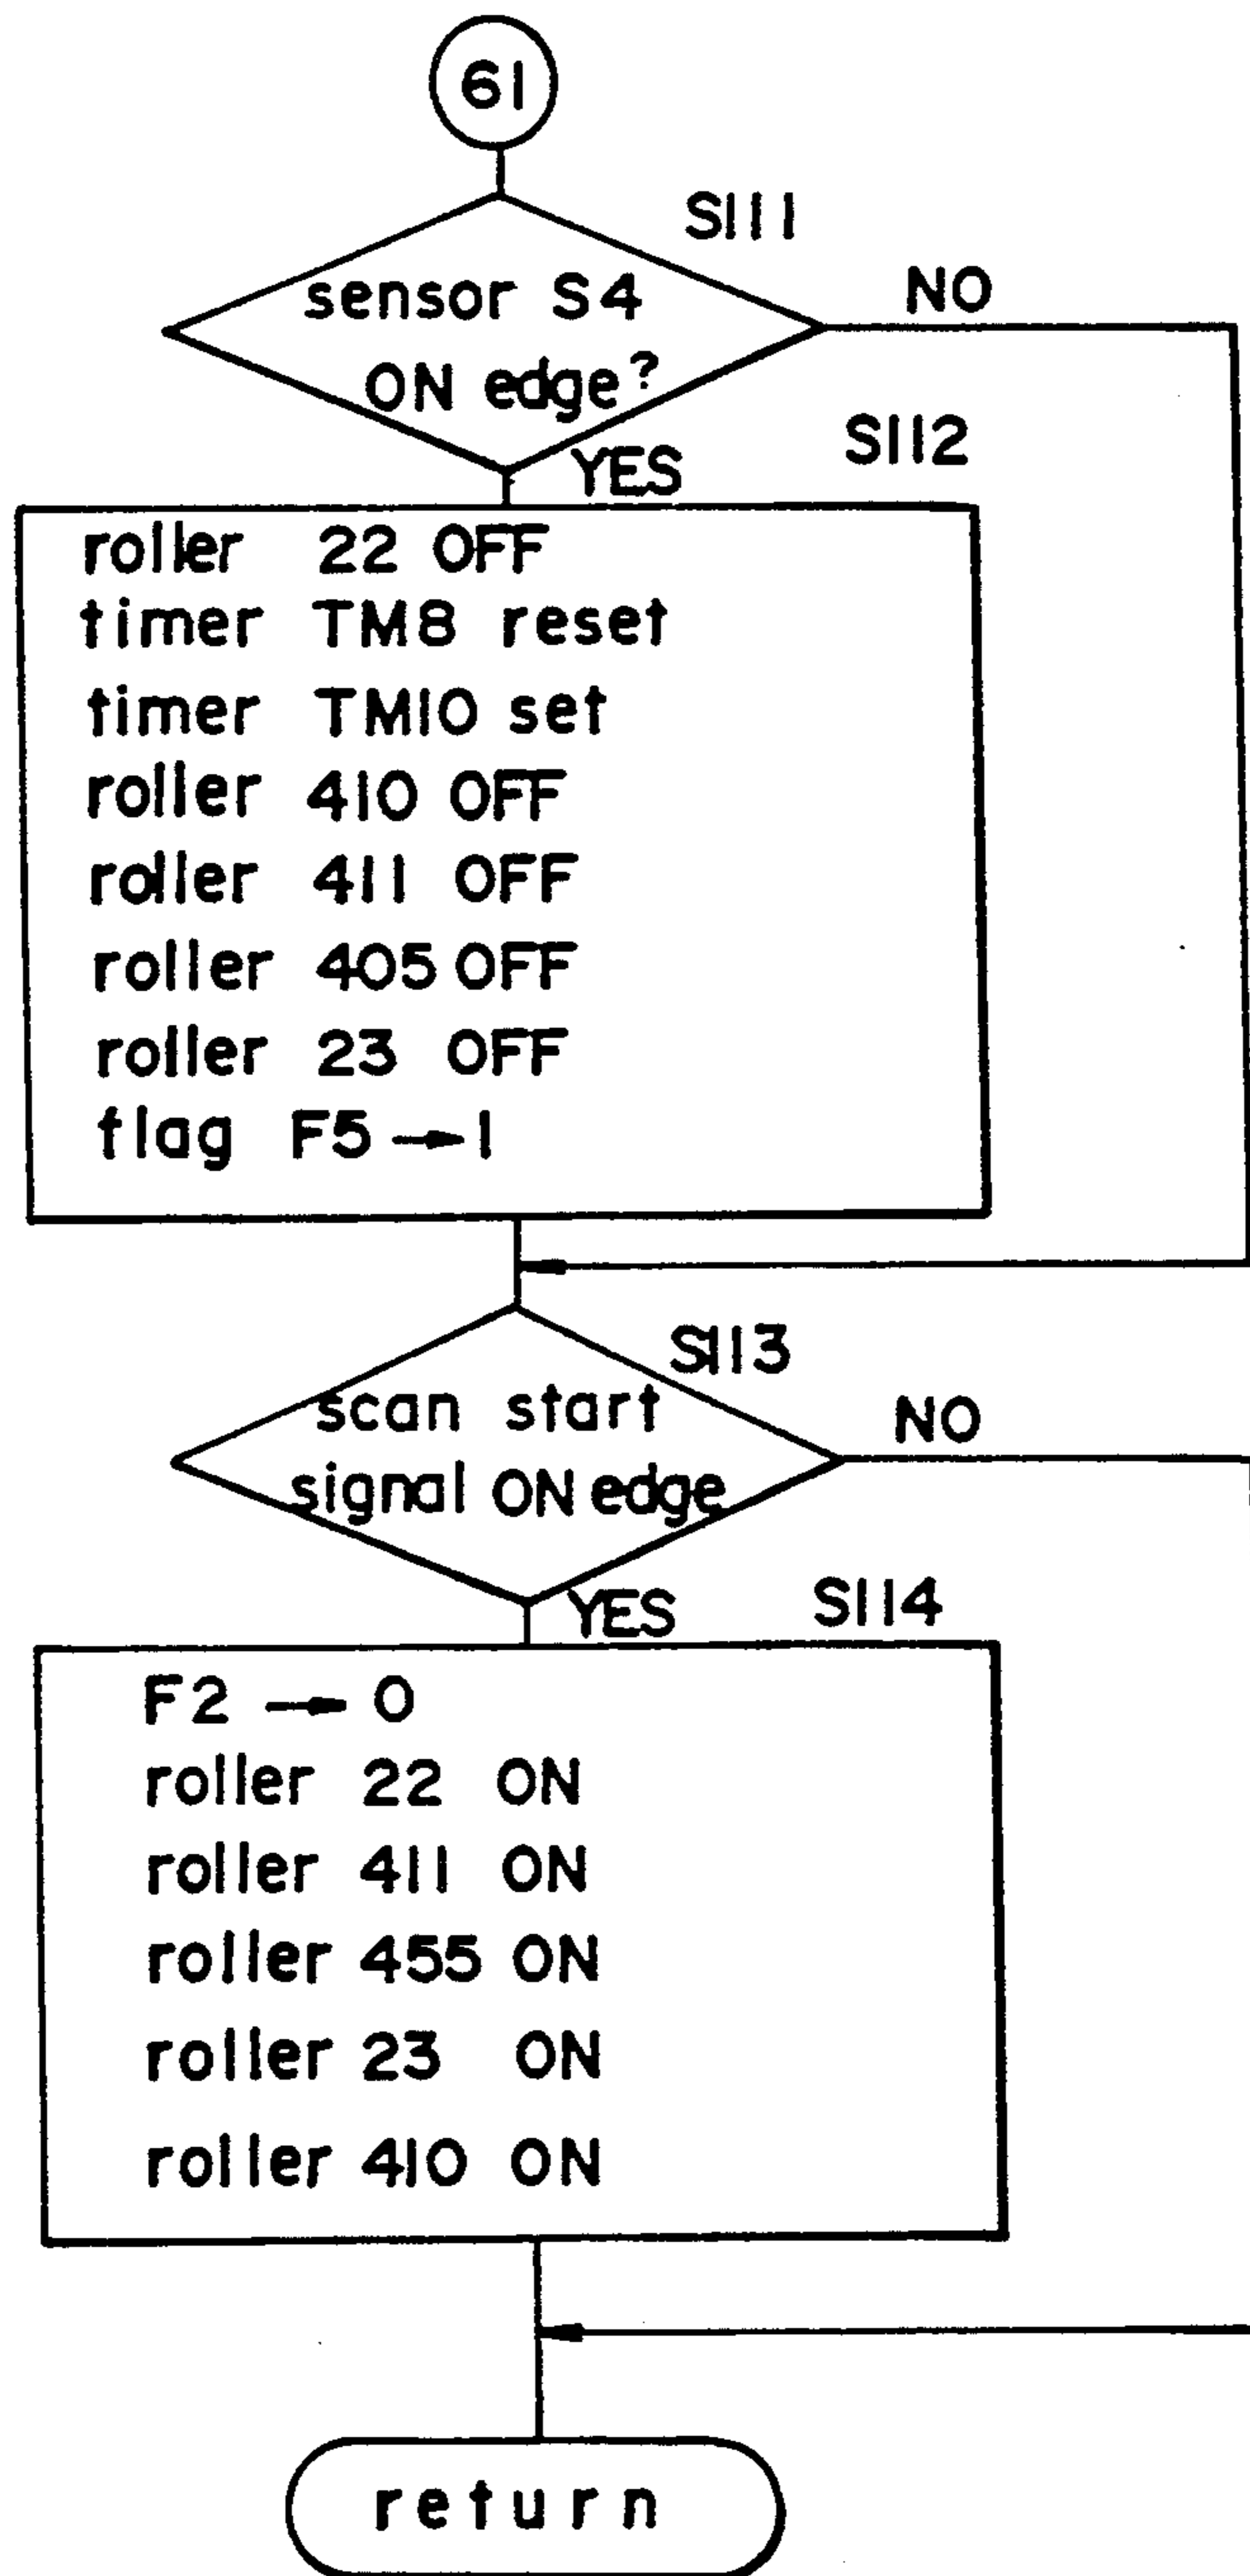 61
S111
sensor S4
NO
ON edge?
S112
YES
roller 22 OFF
timer TM8 reset
timer TM10 set
roller 410 OFF
roller 411 OFF
roller 405 OFF
roller 23 OFF
flag F5 → 1
S113
scan start
NO
signal ON edge
YES
S114
F2 → 0
roller 22 ON
roller 411 ON
roller 455 ON
roller 23 ON
roller 410 ON
return